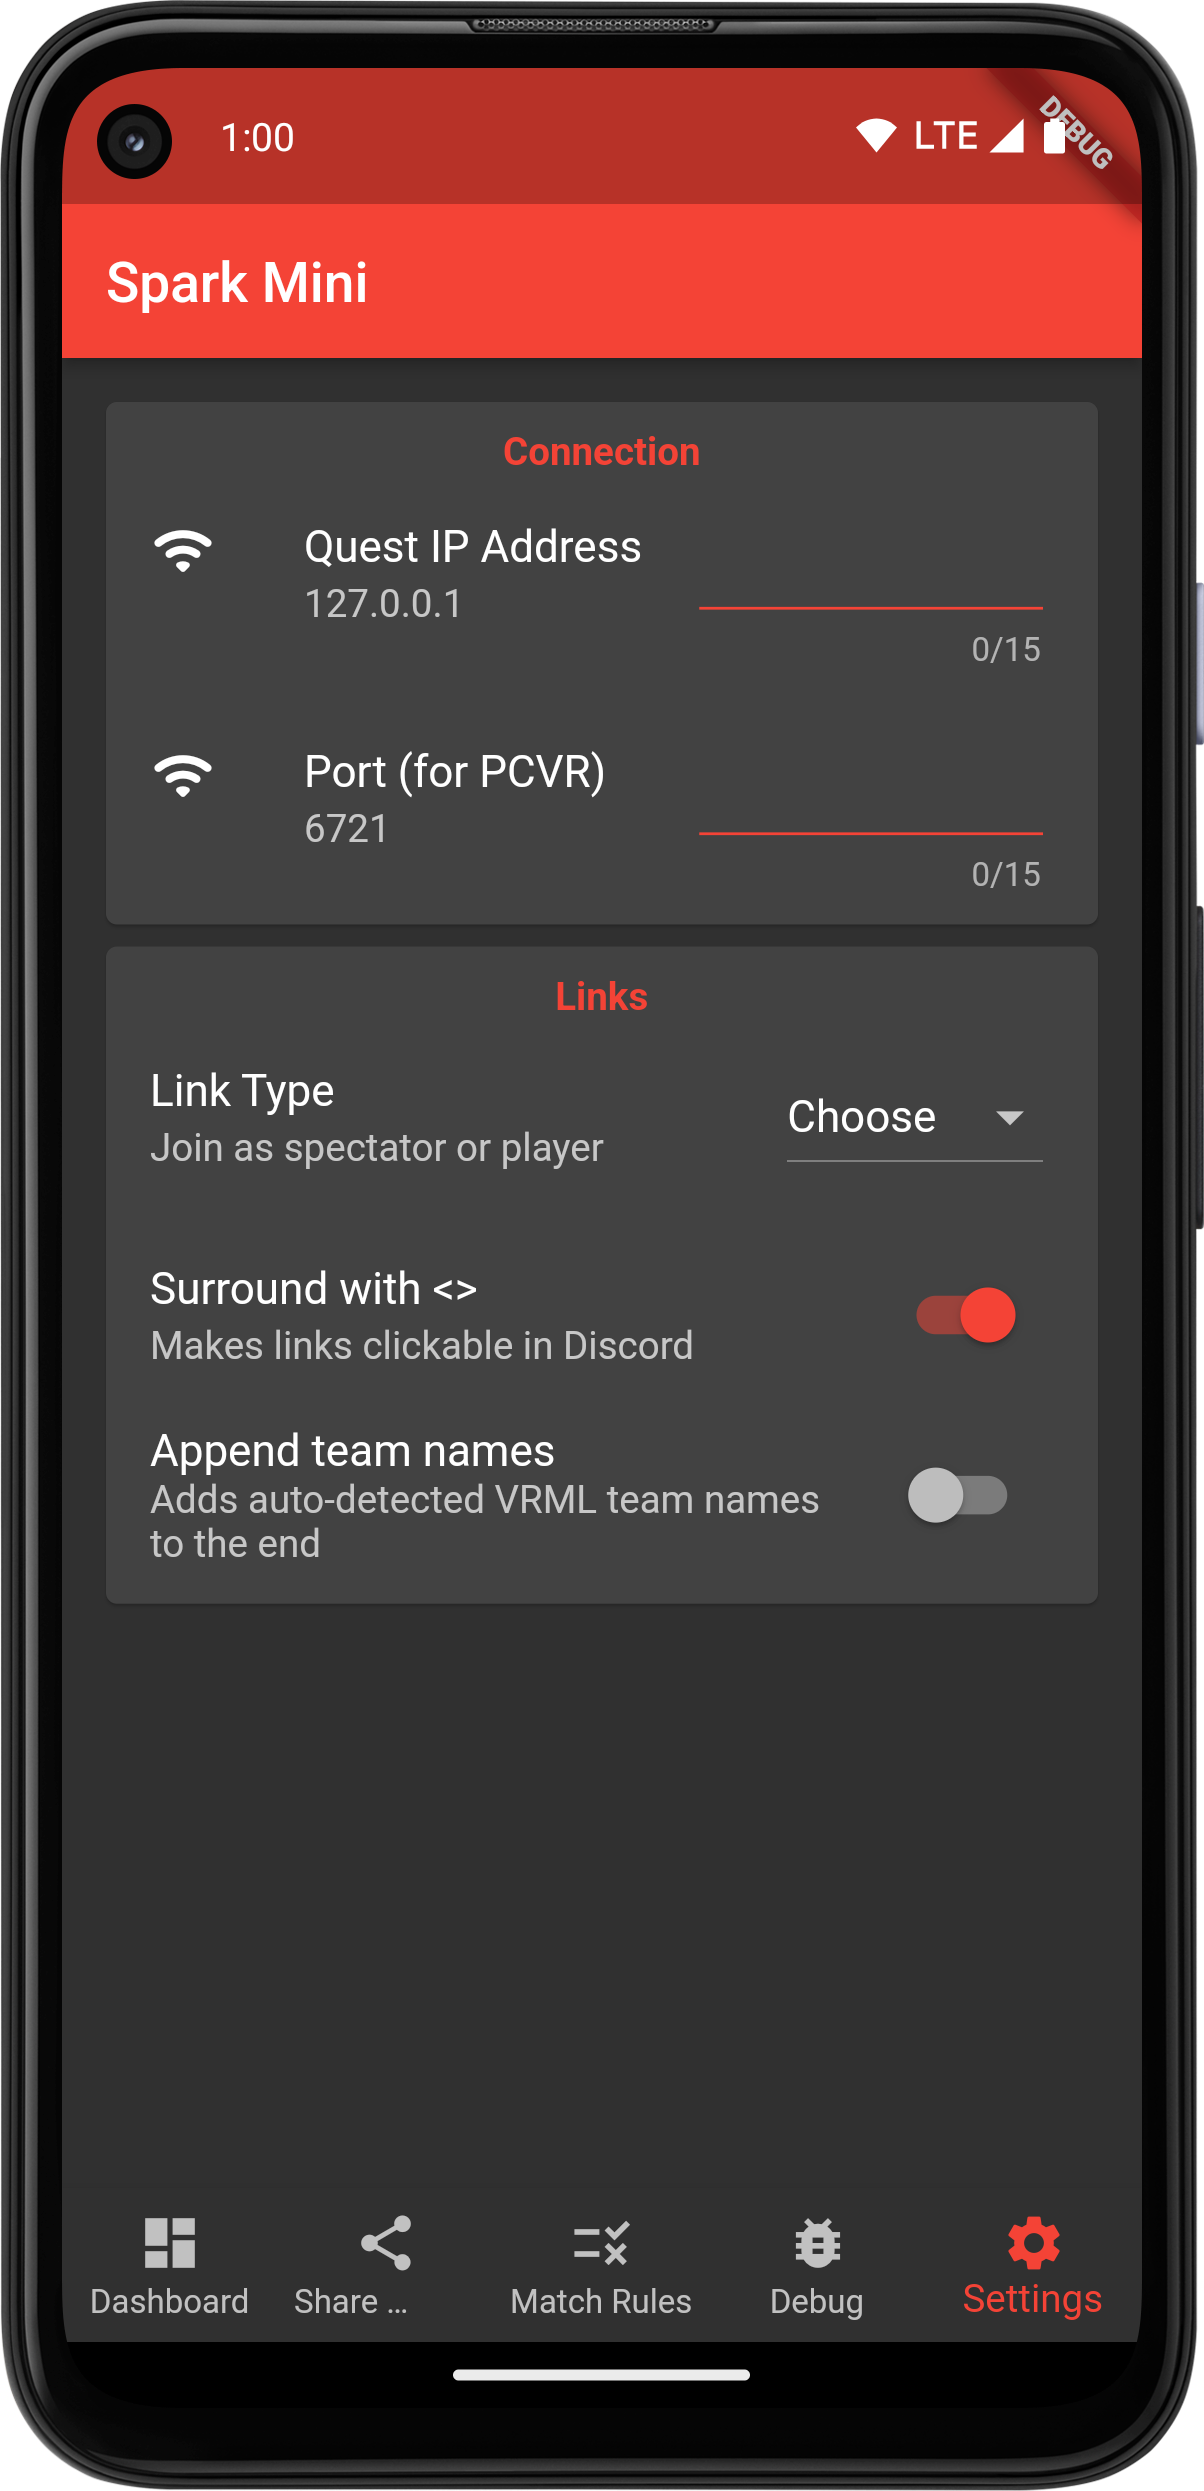 1:00
LTE
DEBUG
Spark Mini
Connection
Quest IP Address
127.0.0.1
0/15
Port (for PCVR)
6721
0/15
Links
Link Type
Join as spectator or player
Choose
Surround with <>
Makes links clickable in Discord
Append team names
Adds auto-detected VRML team names
to the end
Dashboard
Share ...
Match Rules
Debug
Settings